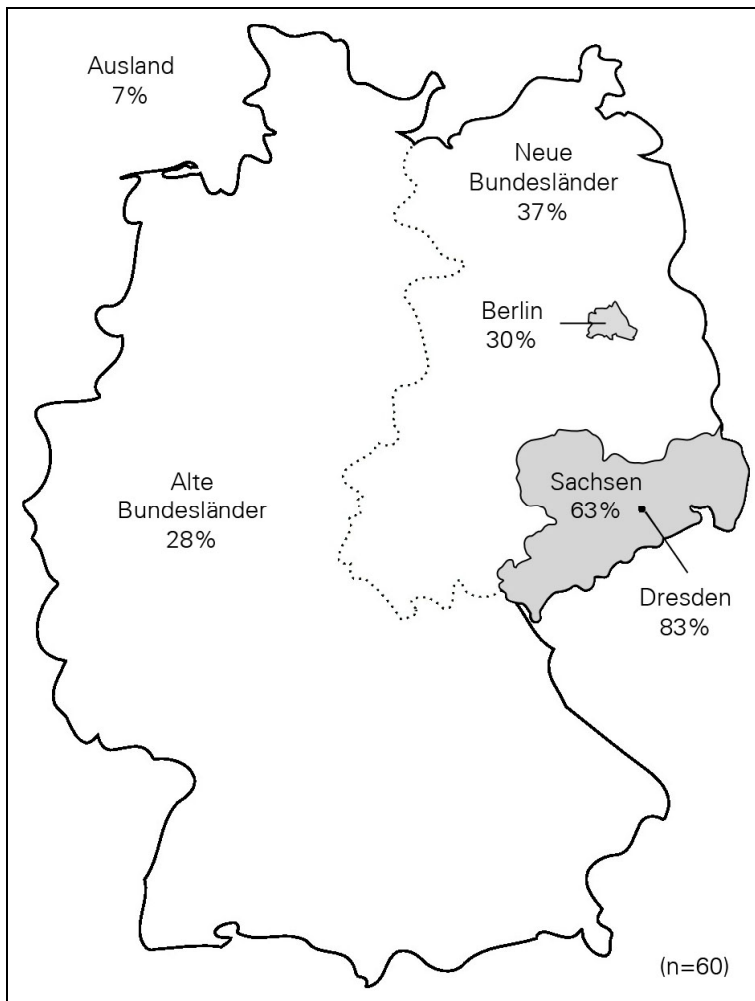 Ausland
7%
Neue
Bundesländer
37%
Berlin
30%
Alte
Bundesländer
28%
Sachsen
63%
Dresden
83%
(n=60)